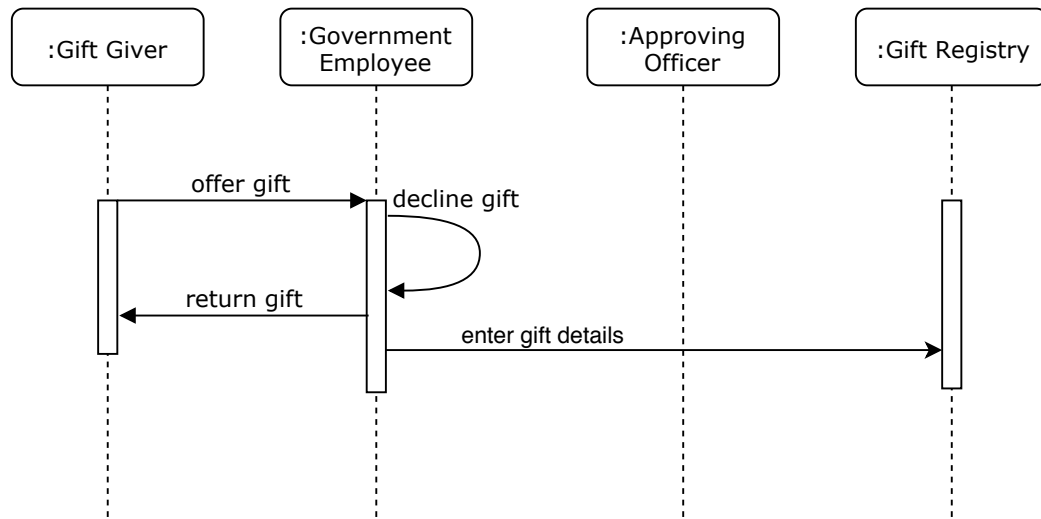 :Gift Giver
:Government
Employee
:Approving
Officer
:Gift Registry
offer gift
decline gift
return gift
enter gift details